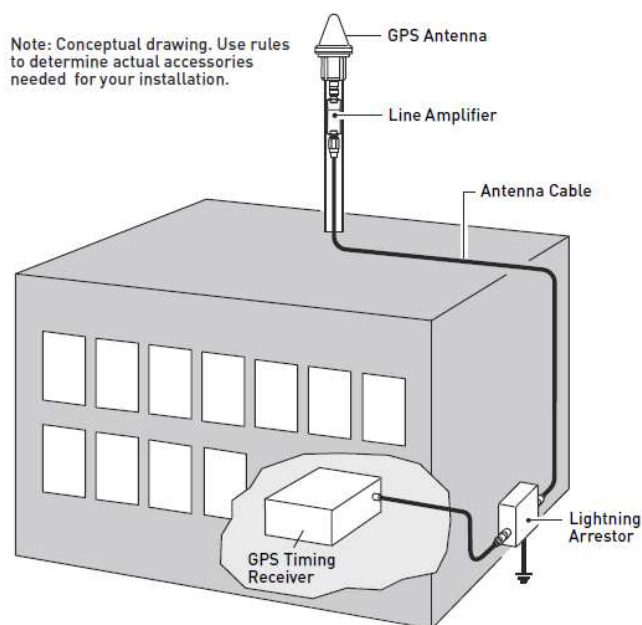 Note: Conceptual drawing. Use rules
to determine actual accessories
needed for your installation.
GPS Antenna
Line Amplifier
Antenna Cable
GPS Timing
Receiver
Lightning
Arrestor